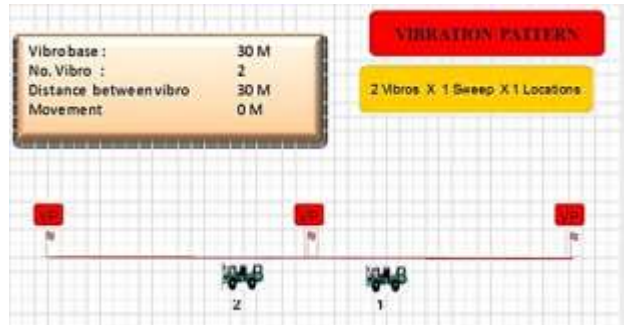 VIBRATION PATTERN
Vibrobase : 30 M
No. Vibro : 2
Distance between vibro 30 M
Movement 0 M
2 Vibros X 1 Sweep X 1 Locations
VP VP VP
2 1